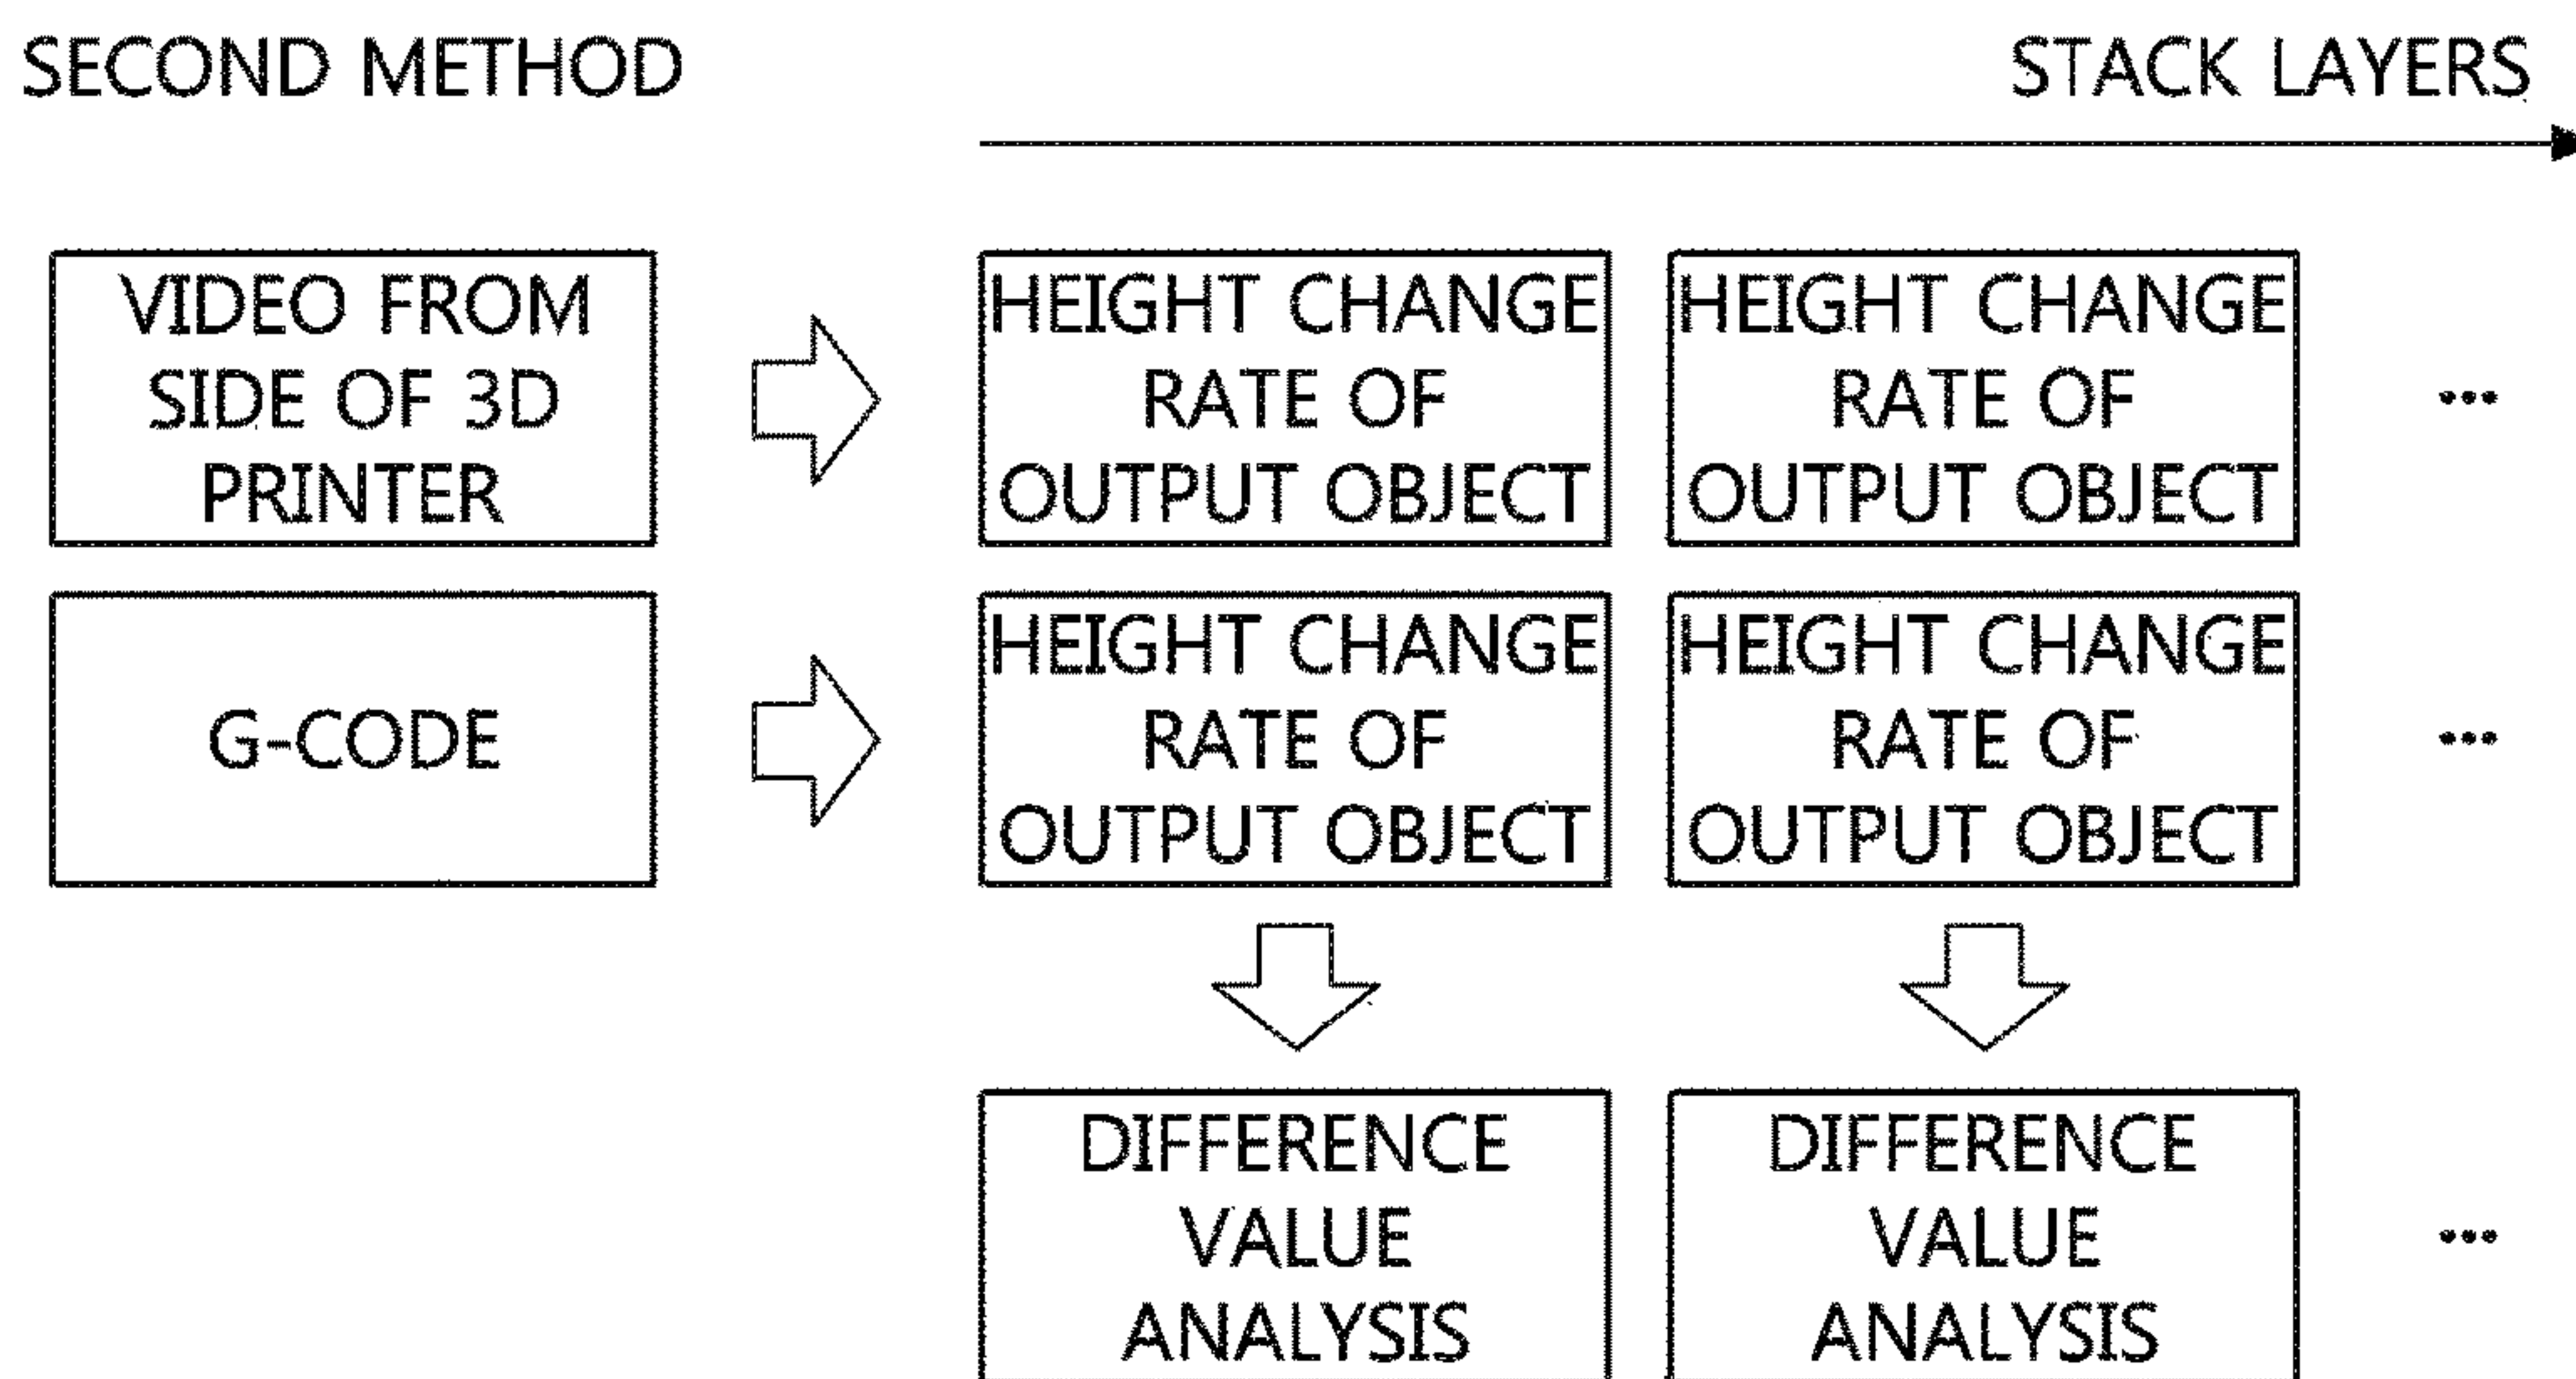 SECOND METHOD
STACK LAYERS
VIDEO FROM
SIDE OF 3D
PRINTER
HEIGHT CHANGE
RATE OF
OUTPUT OBJECT
HEIGHT CHANGE
RATE OF
OUTPUT OBJECT
...
G-CODE
HEIGHT CHANGE
RATE OF
OUTPUT OBJECT
HEIGHT CHANGE
RATE OF
OUTPUT OBJECT
...
DIFFERENCE
VALUE
ANALYSIS
DIFFERENCE
VALUE
ANALYSIS
...